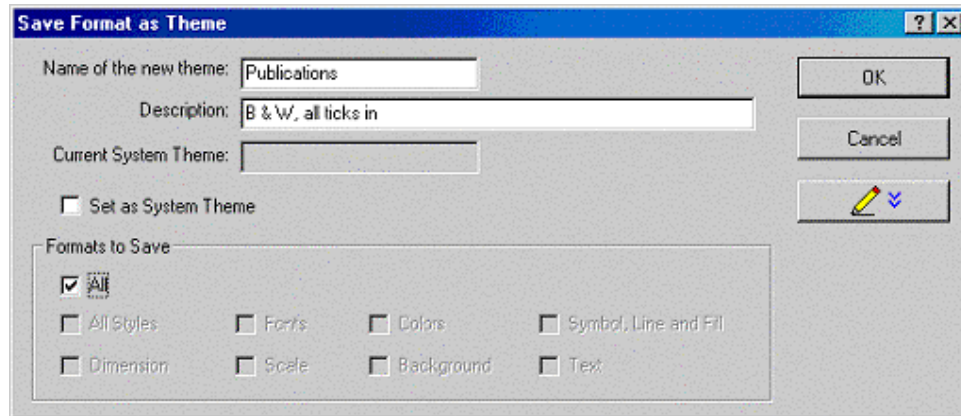 Save Format as Theme
Name of the new theme: Publications
OK
Description: B & W, all ticks in
Cancel
Current System Theme:
Set as System Theme
Formats to Save
All
All Styles Fonts Colors Symbol, Line and Fill
Dimension Scale Background Text